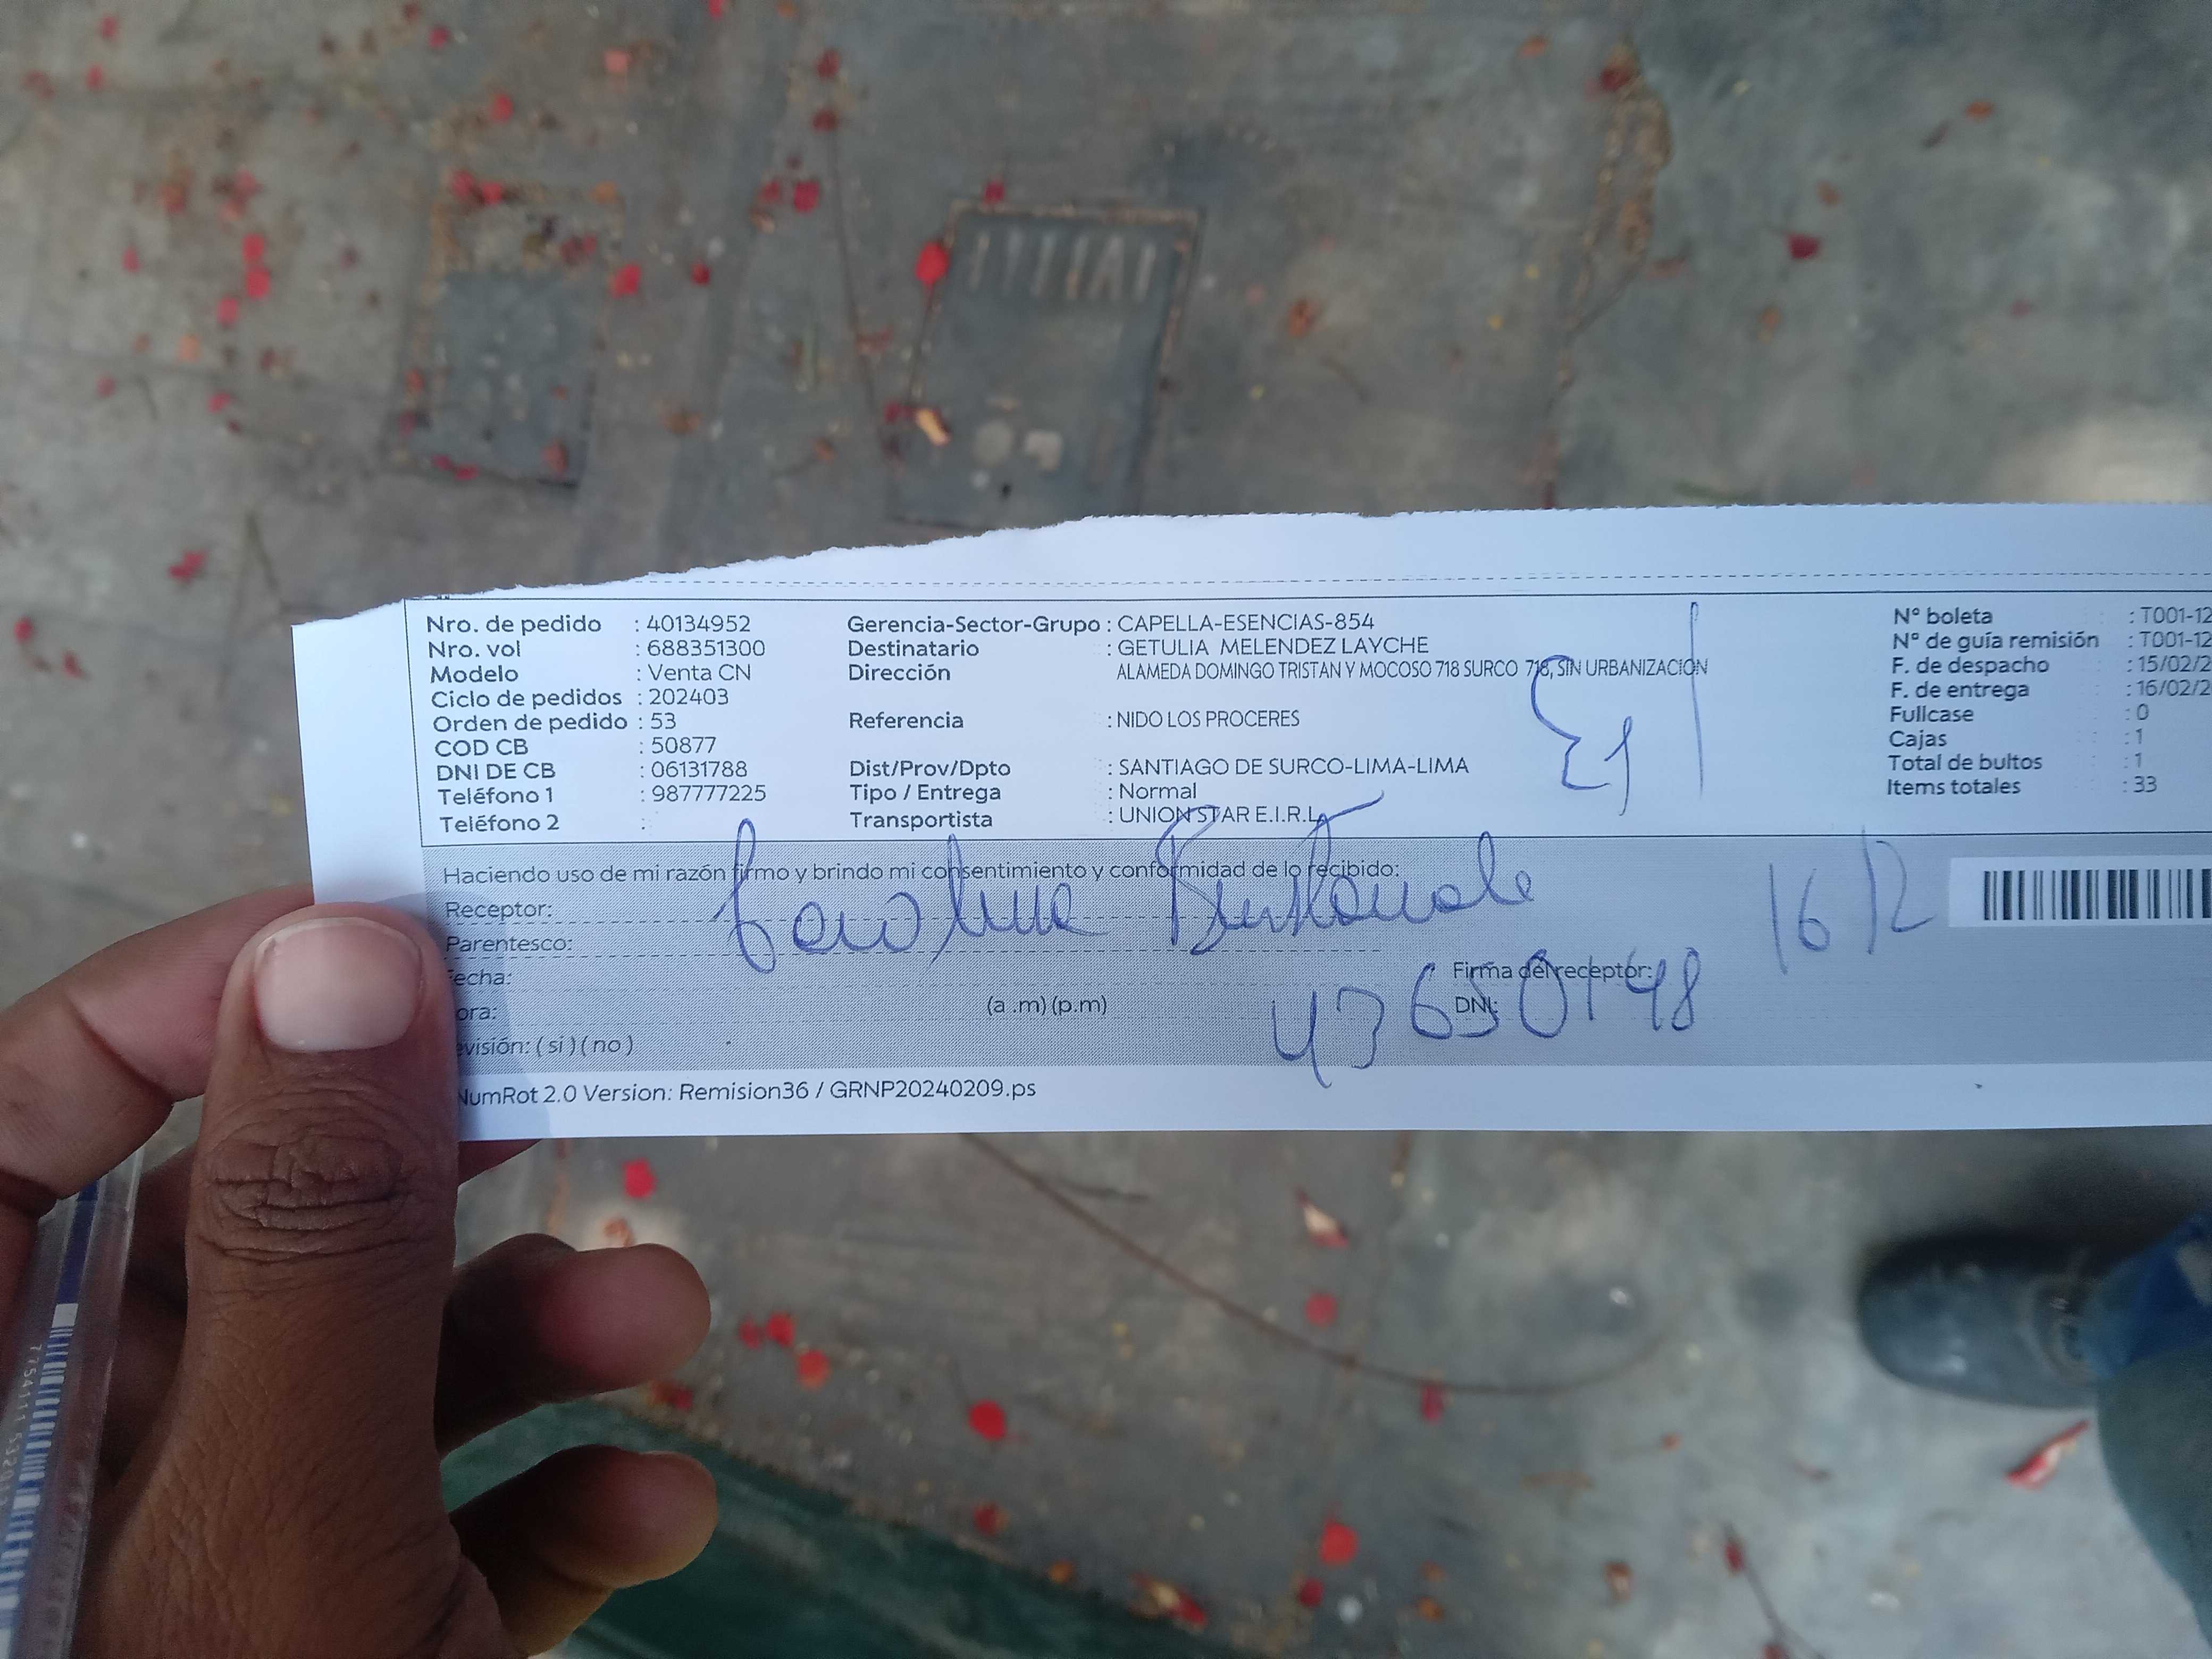 Nro. de pedido : 40134952
Nro. vol : 688351300
Modelo : Venta CN
Ciclo de pedidos : 202403
Orden de pedido : 53
COD CB : 50877
DNI DE CB : 06131788
Teléfono 1 : 987777225
Teléfono 2 :
Gerencia-Sector-Grupo : CAPELLA-ESENCIAS-854
Destinatario : GETULIA MELENDEZ LAYCHE
Dirección ALAMEDA DOMINGO TRISTAN Y MOCOSO 718 SURCO 718, SIN URBANIZACION
Referencia : NIDO LOS PROCERES
Dist/Prov/Dpto : SANTIAGO DE SURCO-LIMA-LIMA
Tipo / Entrega : Normal
Transportista : UNION STAR E.I.R.L
N° boleta : T001-12
N° de guía remisión : T001-12
F. de despacho : 15/02/2
F. de entrega : 16/02/2
Fullcase : 0
Cajas : 1
Total de bultos : 1
Items totales : 33
Haciendo uso de mi razón firmo y brindo mi consentimiento y conformidad de lo recibido:
Receptor:
Parentesco:
16/2
echa:
Firma del receptor:
ora: (a .m) (p.m)
DNI: 43650148
evisión: ( si ) ( no )
NumRot 2.0 Version: Remision36 / GRNP20240209.ps